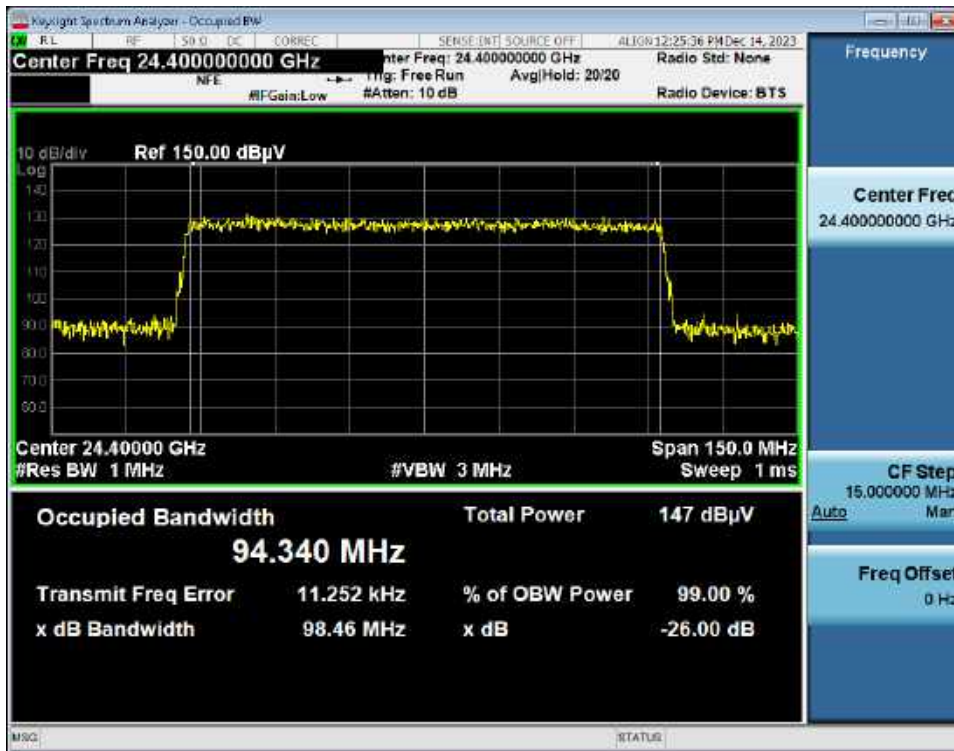 Keysight Spectrum Analyzer - Occupied BW
RL RF 50 Ω DC CORREC SENSE:INT SOURCE OFF ALIGN 12:25:36 PM Dec 14, 2023
Center Freq 24.400000000 GHz
nter Freq: 24.400000000 GHz Radio Std: None
NFE Trig: Free Run Avg|Hold: 20/20
#IFGain:Low #Atten: 10 dB Radio Device: BTS
Frequency
10 dB/div Ref 150.00 dBµV
Log
140
130
120
110
100
90.0
80.0
70.0
60.0
Center 24.40000 GHz Span 150.0 MHz
#Res BW 1 MHz #VBW 3 MHz Sweep 1 ms
Occupied Bandwidth Total Power 147 dBµV
94.340 MHz
Transmit Freq Error 11.252 kHz % of OBW Power 99.00 %
x dB Bandwidth 98.46 MHz x dB -26.00 dB
Center Freq
24.400000000 GHz
CF Step
15.000000 MHz
Auto Man
Freq Offset
0 Hz
MSG STATUS